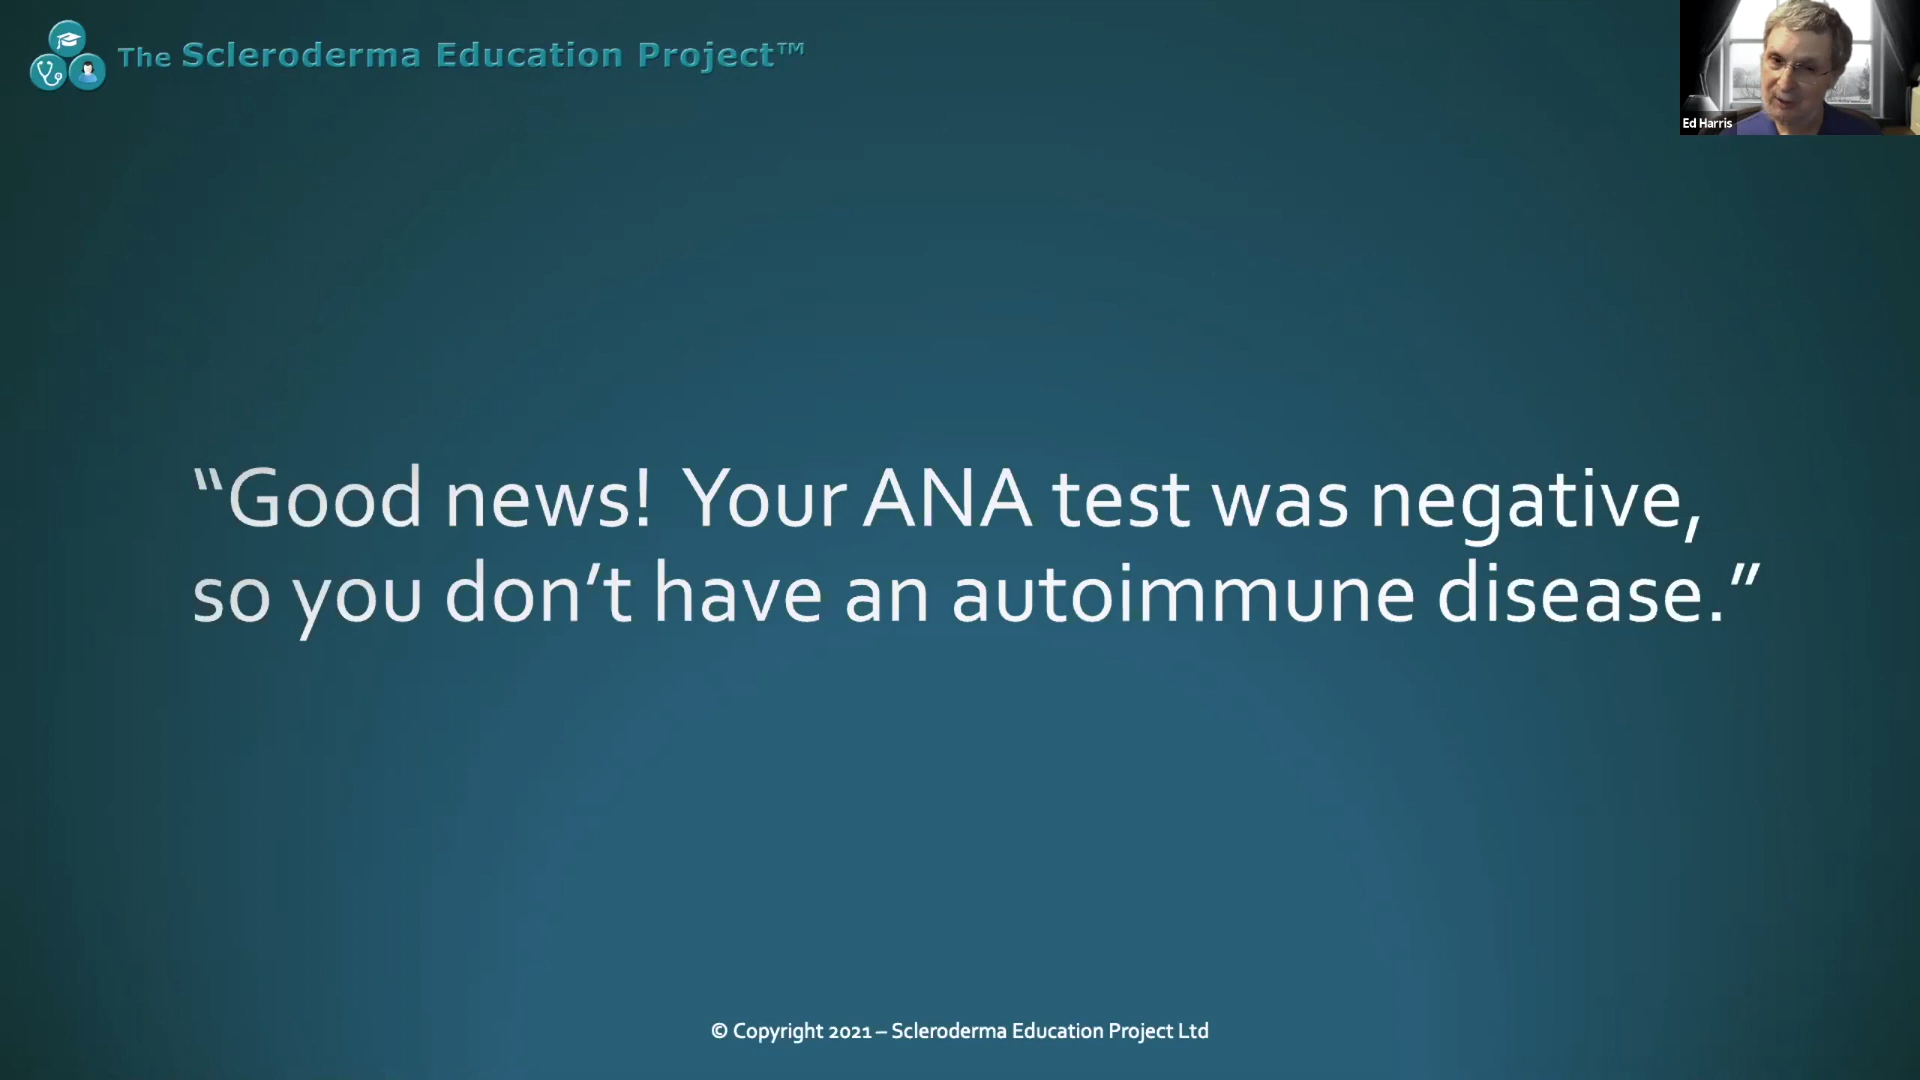 The Scleroderma Education Project™
Ed Harris
“Good news!  Your ANA test was negative,
so you don’t have an autoimmune disease.”
© Copyright 2021 – Scleroderma Education Project Ltd